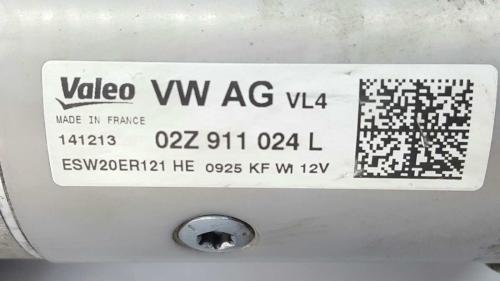 Valeo VW AG VL4
MADE IN FRANCE
141213 02Z 911 024 L
ESW20ER121 HE 0925 KF WI 12V